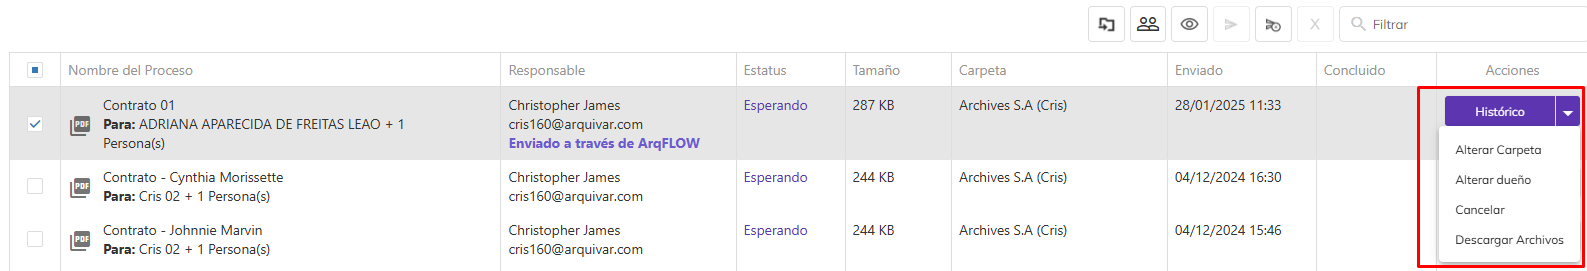 X
Filtrar
Nombre del Proceso Responsable Estatus Tamaño Carpeta Enviado Concluido Acciones
PDF
Contrato 01
Para: ADRIANA APARECIDA DE FREITAS LEAO + 1
Persona(s)
Christopher James
cris160@arquivar.com
Enviado a través de ArqFLOW
Esperando
287 KB
Archives S.A (Cris)
28/01/2025 11:33
Histórico
Alterar Carpeta
Alterar dueño
Cancelar
Descargar Archivos
PDF
Contrato - Cynthia Morissette
Para: Cris 02 + 1 Persona(s)
Christopher James
cris160@arquivar.com
Esperando
244 KB
Archives S.A (Cris)
04/12/2024 16:30
PDF
Contrato - Johnnie Marvin
Para: Cris 02 + 1 Persona(s)
Christopher James
cris160@arquivar.com
Esperando
244 KB
Archives S.A (Cris)
04/12/2024 15:46